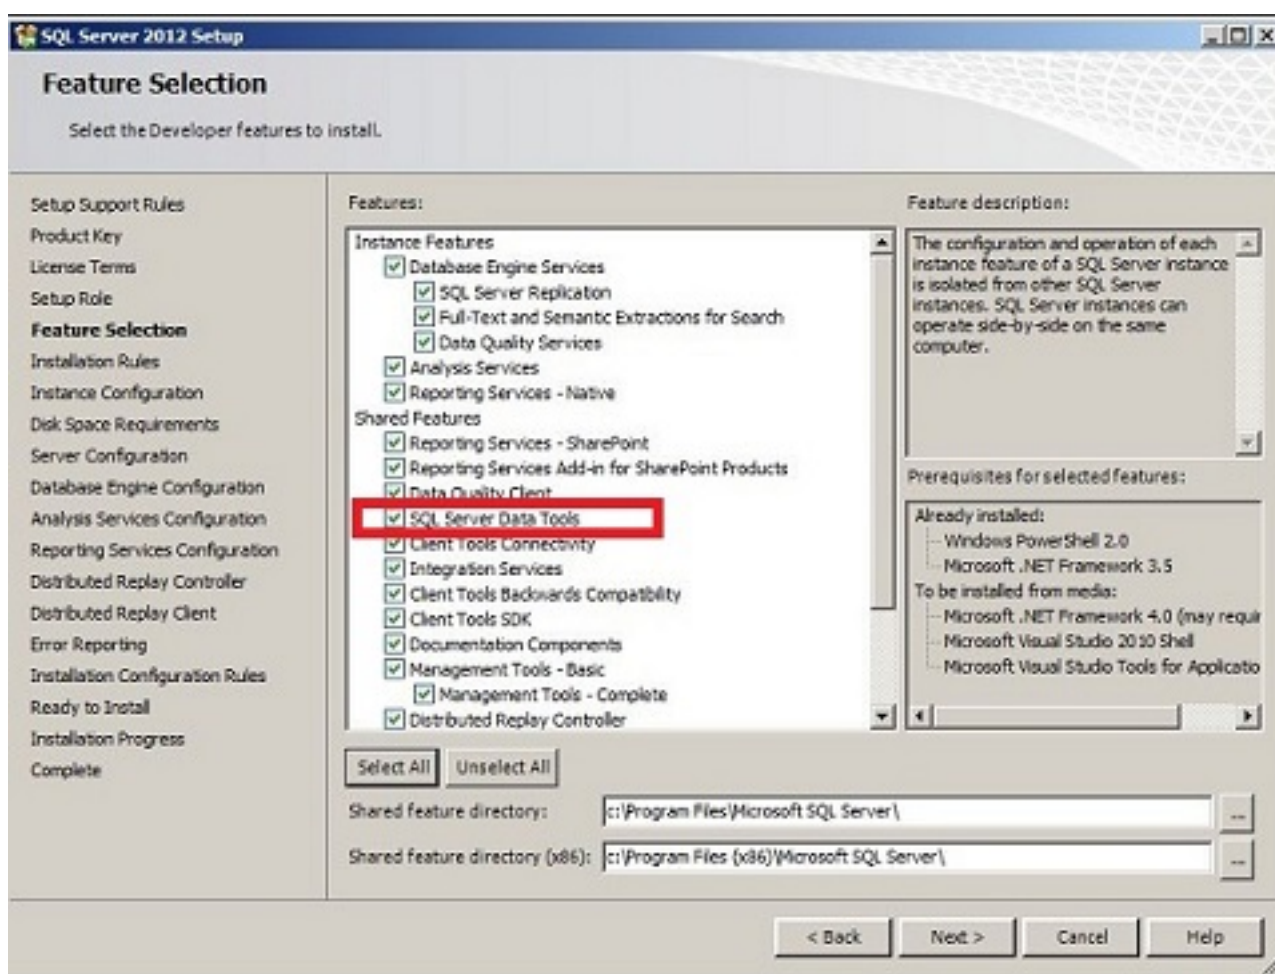 SQL Server 2012 Setup
Feature Selection
Select the Developer features to install.
Setup Support Rules
Product Key
License Terms
Setup Role
Feature Selection
Installation Rules
Instance Configuration
Disk Space Requirements
Server Configuration
Database Engine Configuration
Analysis Services Configuration
Reporting Services Configuration
Distributed Replay Controller
Distributed Replay Client
Error Reporting
Installation Configuration Rules
Ready to Install
Installation Progress
Complete
Features:
Instance Features
Database Engine Services
SQL Server Replication
Full-Text and Semantic Extractions for Search
Data Quality Services
Analysis Services
Reporting Services - Native
Shared Features
Reporting Services - SharePoint
Reporting Services Add-in for SharePoint Products
Data Quality Client
SQL Server Data Tools
Client Tools Connectivity
Integration Services
Client Tools Backwards Compatibility
Client Tools SDK
Documentation Components
Management Tools - Basic
Management Tools - Complete
Distributed Replay Controller
Select All
Unselect All
Feature description:
The configuration and operation of each
instance feature of a SQL Server instance
is isolated from other SQL Server
instances. SQL Server instances can
operate side-by-side on the same
computer.
Prerequisites for selected features:
Already installed:
Windows PowerShell 2.0
Microsoft .NET Framework 3.5
To be installed from media:
Microsoft .NET Framework 4.0 (may requir
Microsoft Visual Studio 2010 Shell
Microsoft Visual Studio Tools for Applicatio
Shared feature directory:
c:\Program Files\Microsoft SQL Server\
...
Shared feature directory (x86):
c:\Program Files (x86)\Microsoft SQL Server\
...
< Back
Next >
Cancel
Help